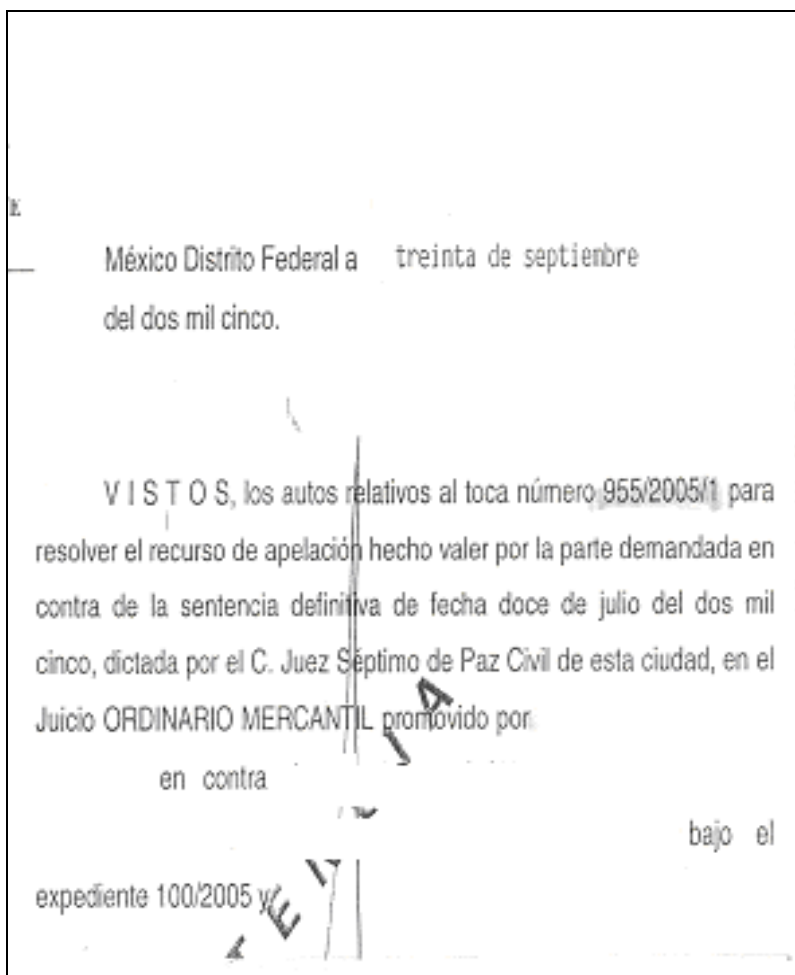 E
México Distrito Federal a treinta de septiembre
del dos mil cinco.
V I S T O S, los autos relativos al toca número 955/2005/1 para
resolver el recurso de apelación hecho valer por la parte demandada en
contra de la sentencia definitiva de fecha doce de julio del dos mil
cinco, dictada por el C. Juez Séptimo de Paz Civil de esta ciudad, en el
Juicio ORDINARIO MERCANTIL promovido por
en contra
bajo el
expediente 100/2005 y